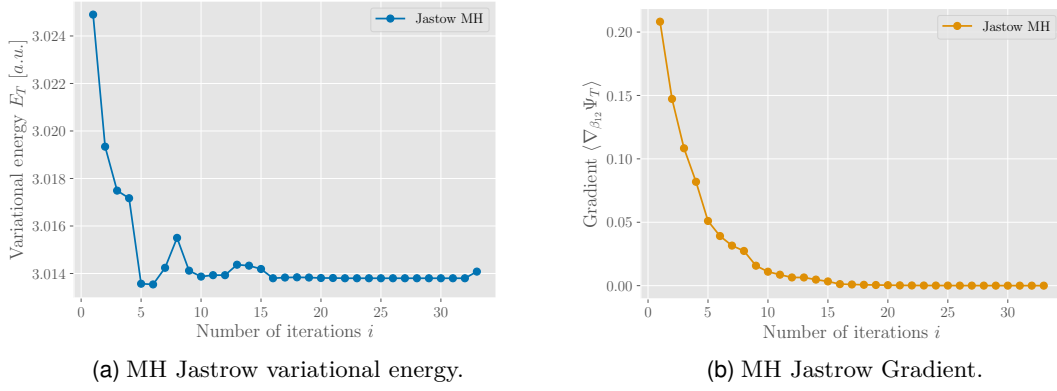 3.024
3.022
3.020
3.018
3.016
3.014
Variational energy E_T [a.u.]
Jastow MH
0 5 10 15 20 25 30
Number of iterations i
(a) MH Jastrow variational energy.
0.20
0.15
0.10
0.05
0.00
Gradient ⟨∇_{β_{12}} Ψ_T⟩
Jastow MH
0 5 10 15 20 25 30
Number of iterations i
(b) MH Jastrow Gradient.